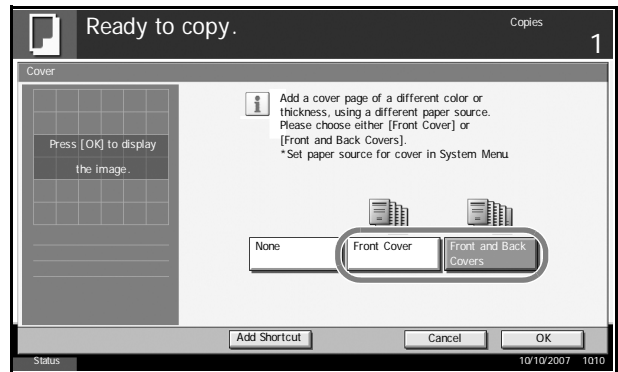 Ready to copy.
Copies
1
Cover
Press [OK] to display
the image.
Add a cover page of a different color or
thickness, using a different paper source.
Please choose either [Front Cover] or
[Front and Back Covers].
*Set paper source for cover in System Menu.
None
Front Cover
Front and Back
Covers
Add Shortcut
Cancel
OK
Status
10/10/2007 10:10